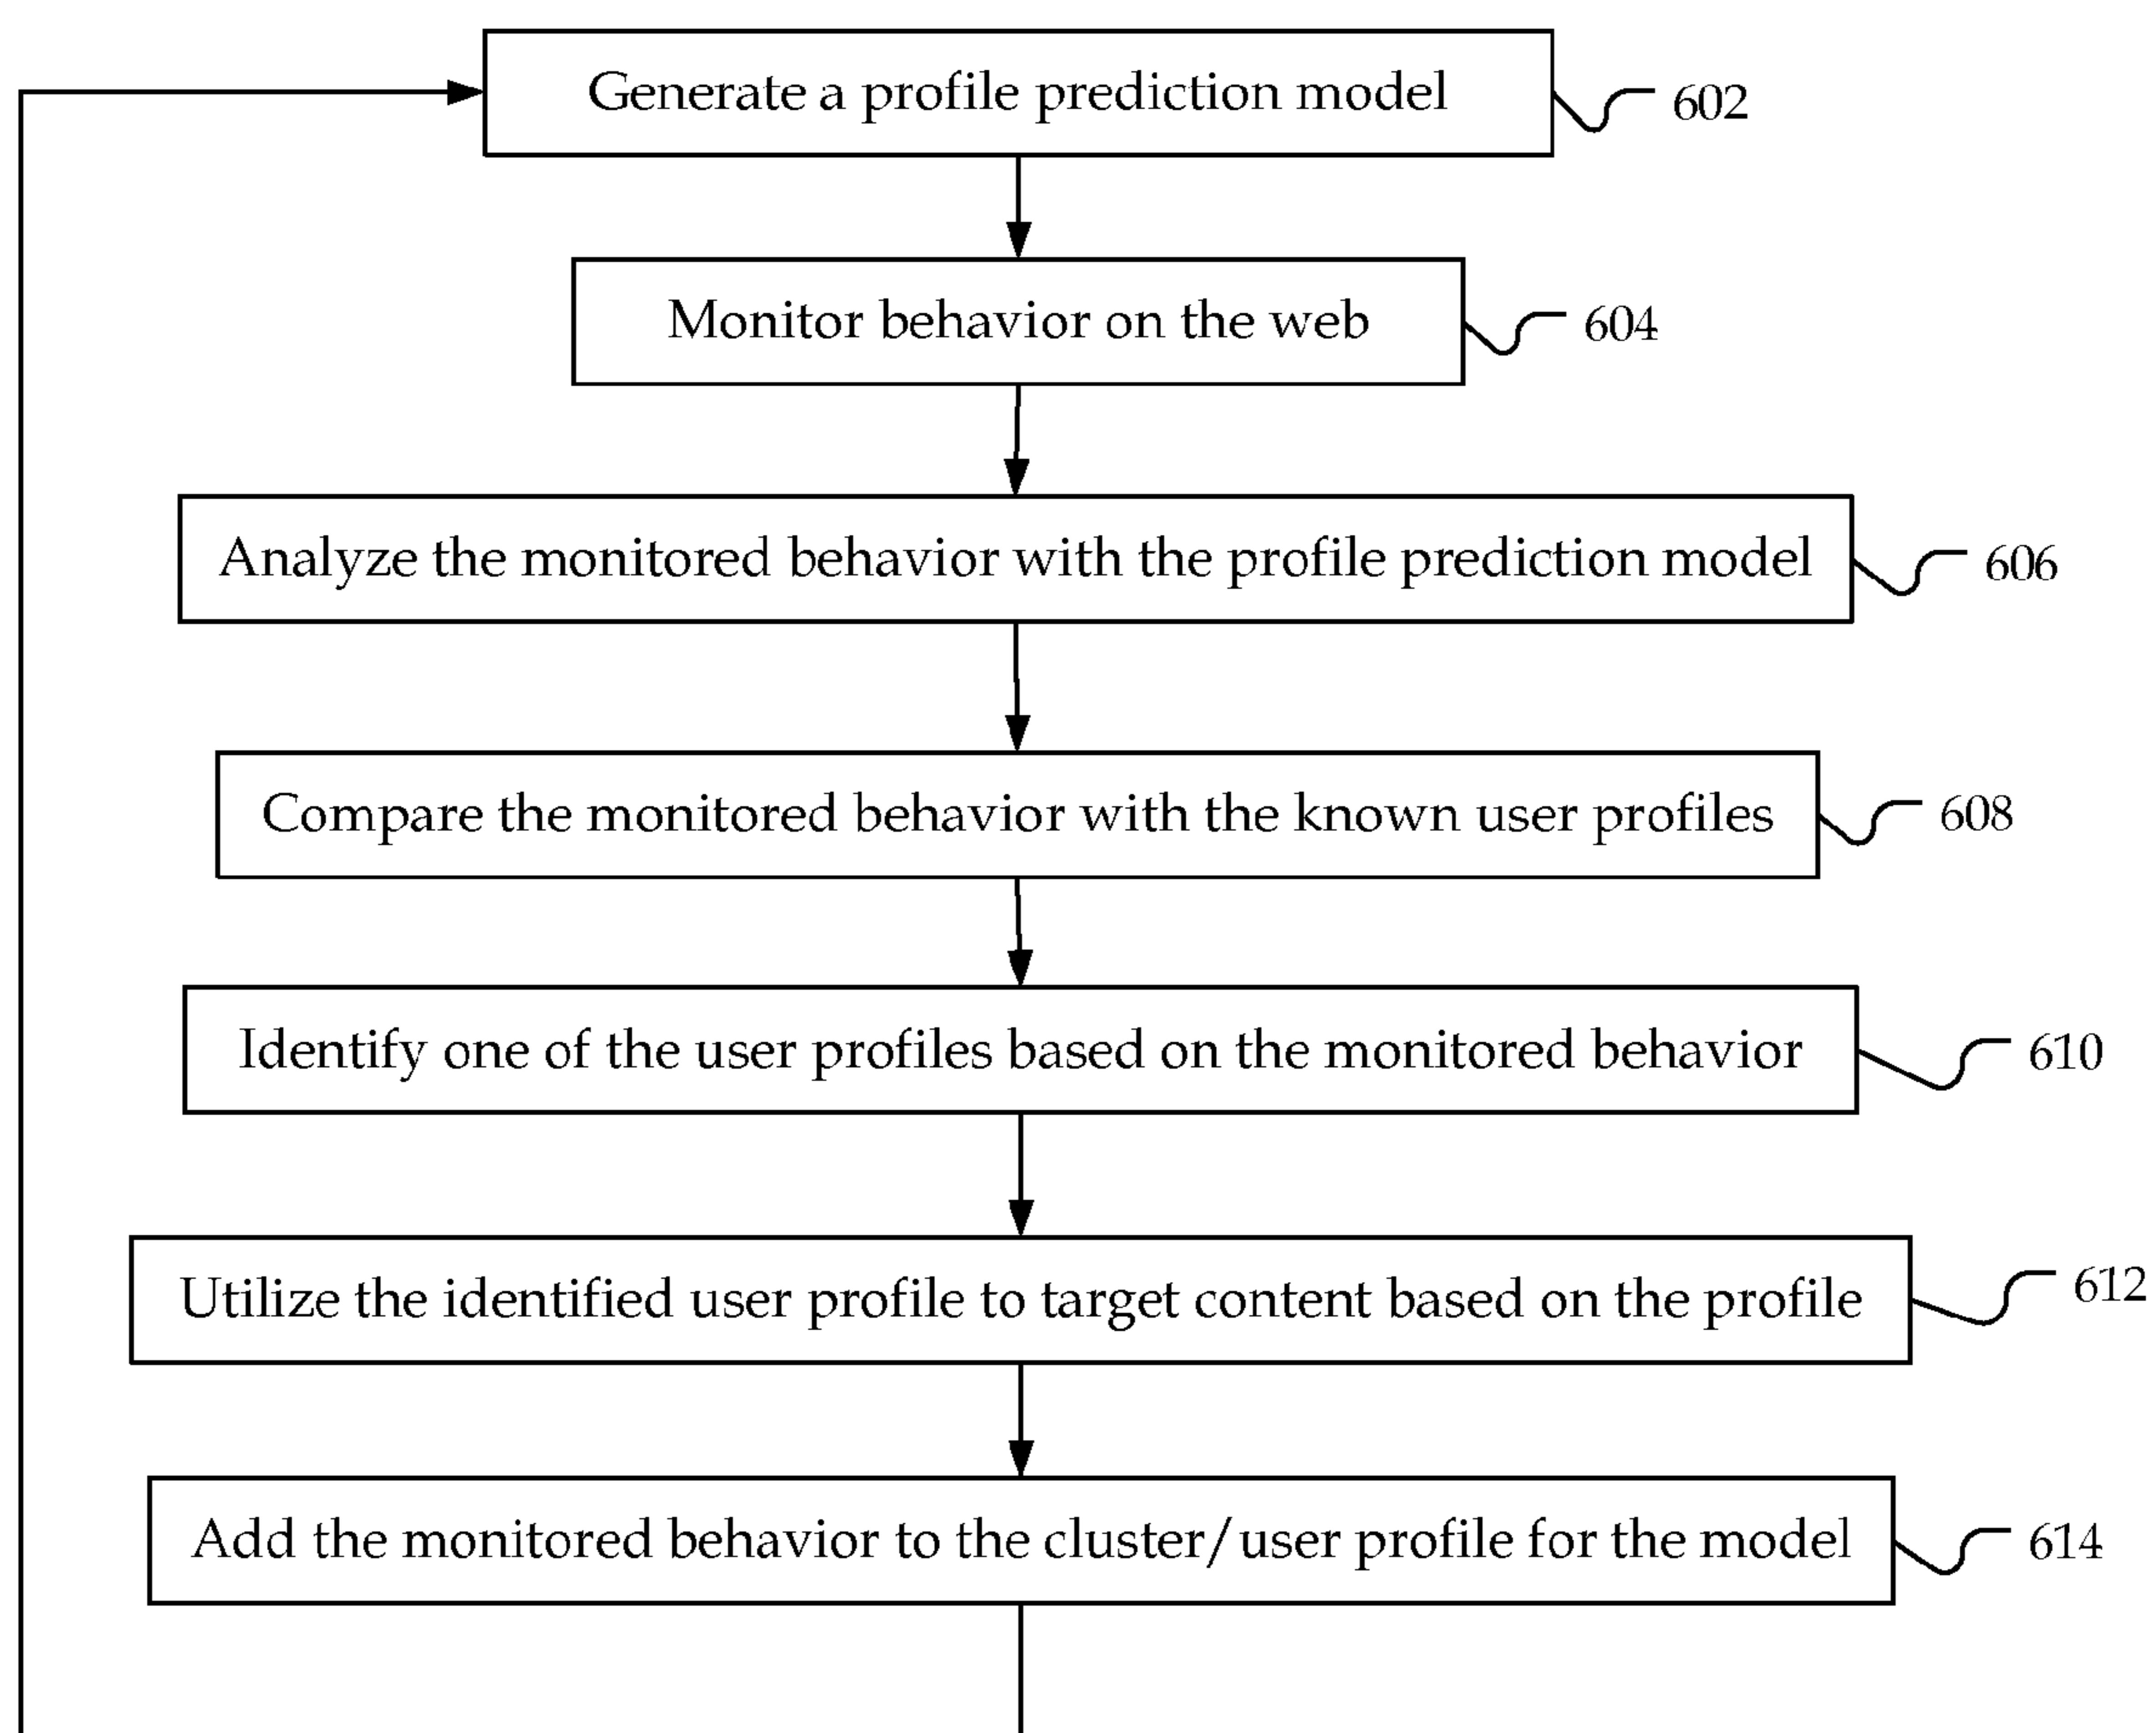 Generate a profile prediction model
602
Monitor behavior on the web
604
Analyze the monitored behavior with the profile prediction model
606
Compare the monitored behavior with the known user profiles
608
Identify one of the user profiles based on the monitored behavior
610
Utilize the identified user profile to target content based on the profile
612
Add the monitored behavior to the cluster/user profile for the model
614